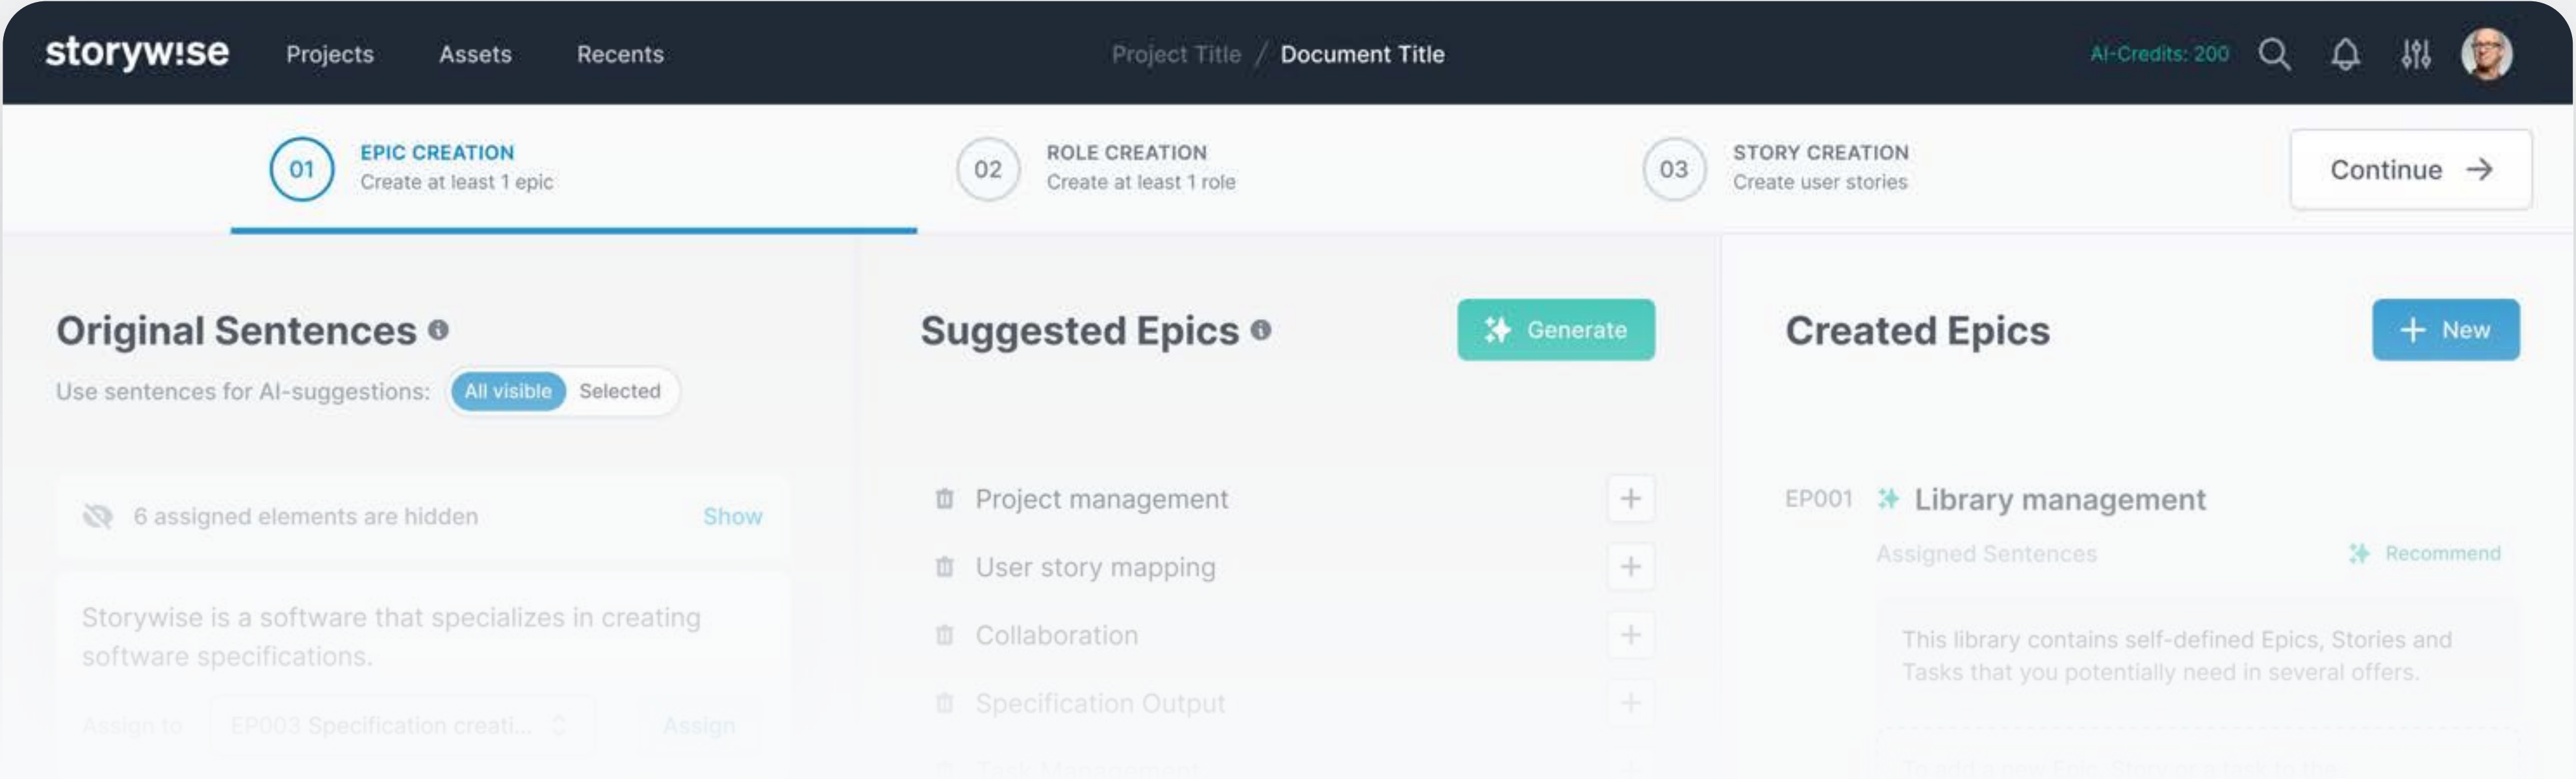 storyw!se
Projects
Assets
Recents
Project Title / Document Title
AI-Credits: 200
01
EPIC CREATION
Create at least 1 epic
02
ROLE CREATION
Create at least 1 role
03
STORY CREATION
Create user stories
Continue →
Original Sentences
Use sentences for AI-suggestions:
All visible
Selected
6 assigned elements are hidden
Show
Storywise is a software that specializes in creating
software specifications.
Assign to
EP003 Specification creati...
Assign
Suggested Epics
Generate
Project management
User story mapping
Collaboration
Specification Output
Task Management
Created Epics
+ New
EP001
Library management
Assigned Sentences
Recommend
This library contains self-defined Epics, Stories and
Tasks that you potentially need in several offers.